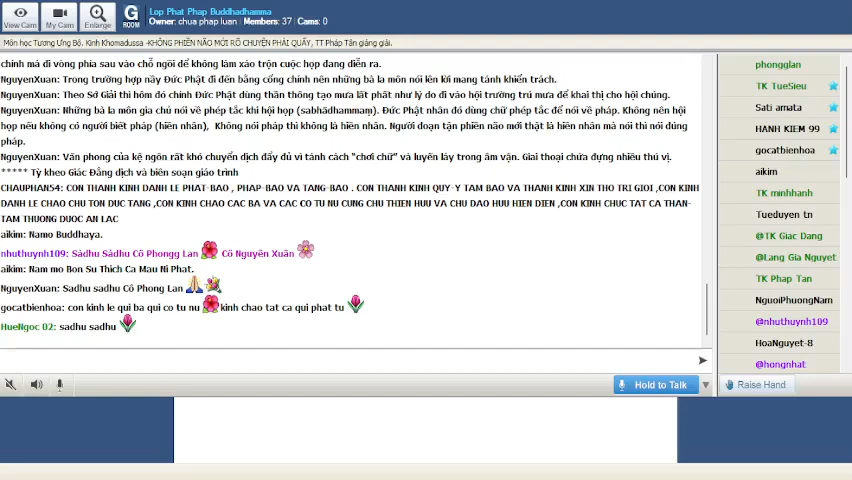 Lop Phat Phap Buddhadhamma
Owner: chua phap luan | Members: 37 | Cams: 0
View Cam
My Cam
Enlarge
G
ROOM
Môn học Tương Ưng Bộ. Kinh Khomadussa -KHÔNG PHIỀN NÃO MỚI RÕ CHUYỆN PHẢI QUẤY, TT Pháp Tân giảng giải.
chính mà đi vòng phía sau vào chỗ ngồi để không làm xáo trộn cuộc họp đang diễn ra.
NguyenXuan: Trong trường hợp nầy Đức Phật đi đến bằng cổng chính nên những bà la môn nói lên lời mang tánh khiển trách.
NguyenXuan: Theo Sớ Giải thì hôm đó chính Đức Phật dùng thần thông tạo mưa lất phất như lý do đi vào hội trường trú mưa để khai thị cho hội chúng.
NguyenXuan: Những bà la môn gia chủ nói về phép tắc khi hội họp (sabhādhammaṃ). Đức Phật nhân đó dùng chữ phép tắc để nói về pháp. Không nên hội
họp nếu không có người biết pháp (hiền nhân), Không nói pháp thì không là hiền nhân. Người đoạn tận phiền não mới thật là hiền nhân mà nói thì nói đúng
pháp.
NguyenXuan: Văn phong của kệ ngôn rất khó chuyển dịch đầy đủ vì tánh cách "chơi chữ" và luyến láy trong âm vận. Giai thoại chứa đựng nhiều thú vị.
***** Tỳ kheo Giác Đẳng dịch và biên soạn giáo trình
CHAUPHAN54: CON THANH KINH DANH LE PHAT-BAO , PHAP-BAO VA TANG-BAO . CON THANH KINH QUY-Y TAM BAO VA THANH KINH XIN THO TRI GIOI ,CON KINH
DANH LE CHAO CHU TON DUC TANG ,CON KINH CHAO CAC BA VA CAC CO TU NU CUNG CHU THIEN HUU VA CHU DAO HUU HIEN DIEN ,CON KINH CHUC TAT CA THAN-
TAM THUONG DUOC AN LAC
aikim: Namo Buddhaya.
nhuthuynh109: Sàdhu Sàdhu Cô Phongg Lan Cô Nguyên Xuân
aikim: Nam mo Bon Su Thich Ca Mau Ni Phat.
NguyenXuan: Sadhu sadhu Cô Phong Lan
gocatbienhoa: con kinh le qui ba qui co tu nu kinh chao tat ca qui phat tu
HueNgoc 02: sadhu sadhu
Hold to Talk
phongglan
TK TueSieu
Sati amata
HANH KIEM 99
gocatbienhoa
aikim
TK minhhanh
Tueduyen tn
@TK Giac Dang
@Lang Gia Nguyet
TK Phap Tan
NguoiPhuongNam
@nhuthuynh109
HoaNguyet-8
@hongnhat
Raise Hand